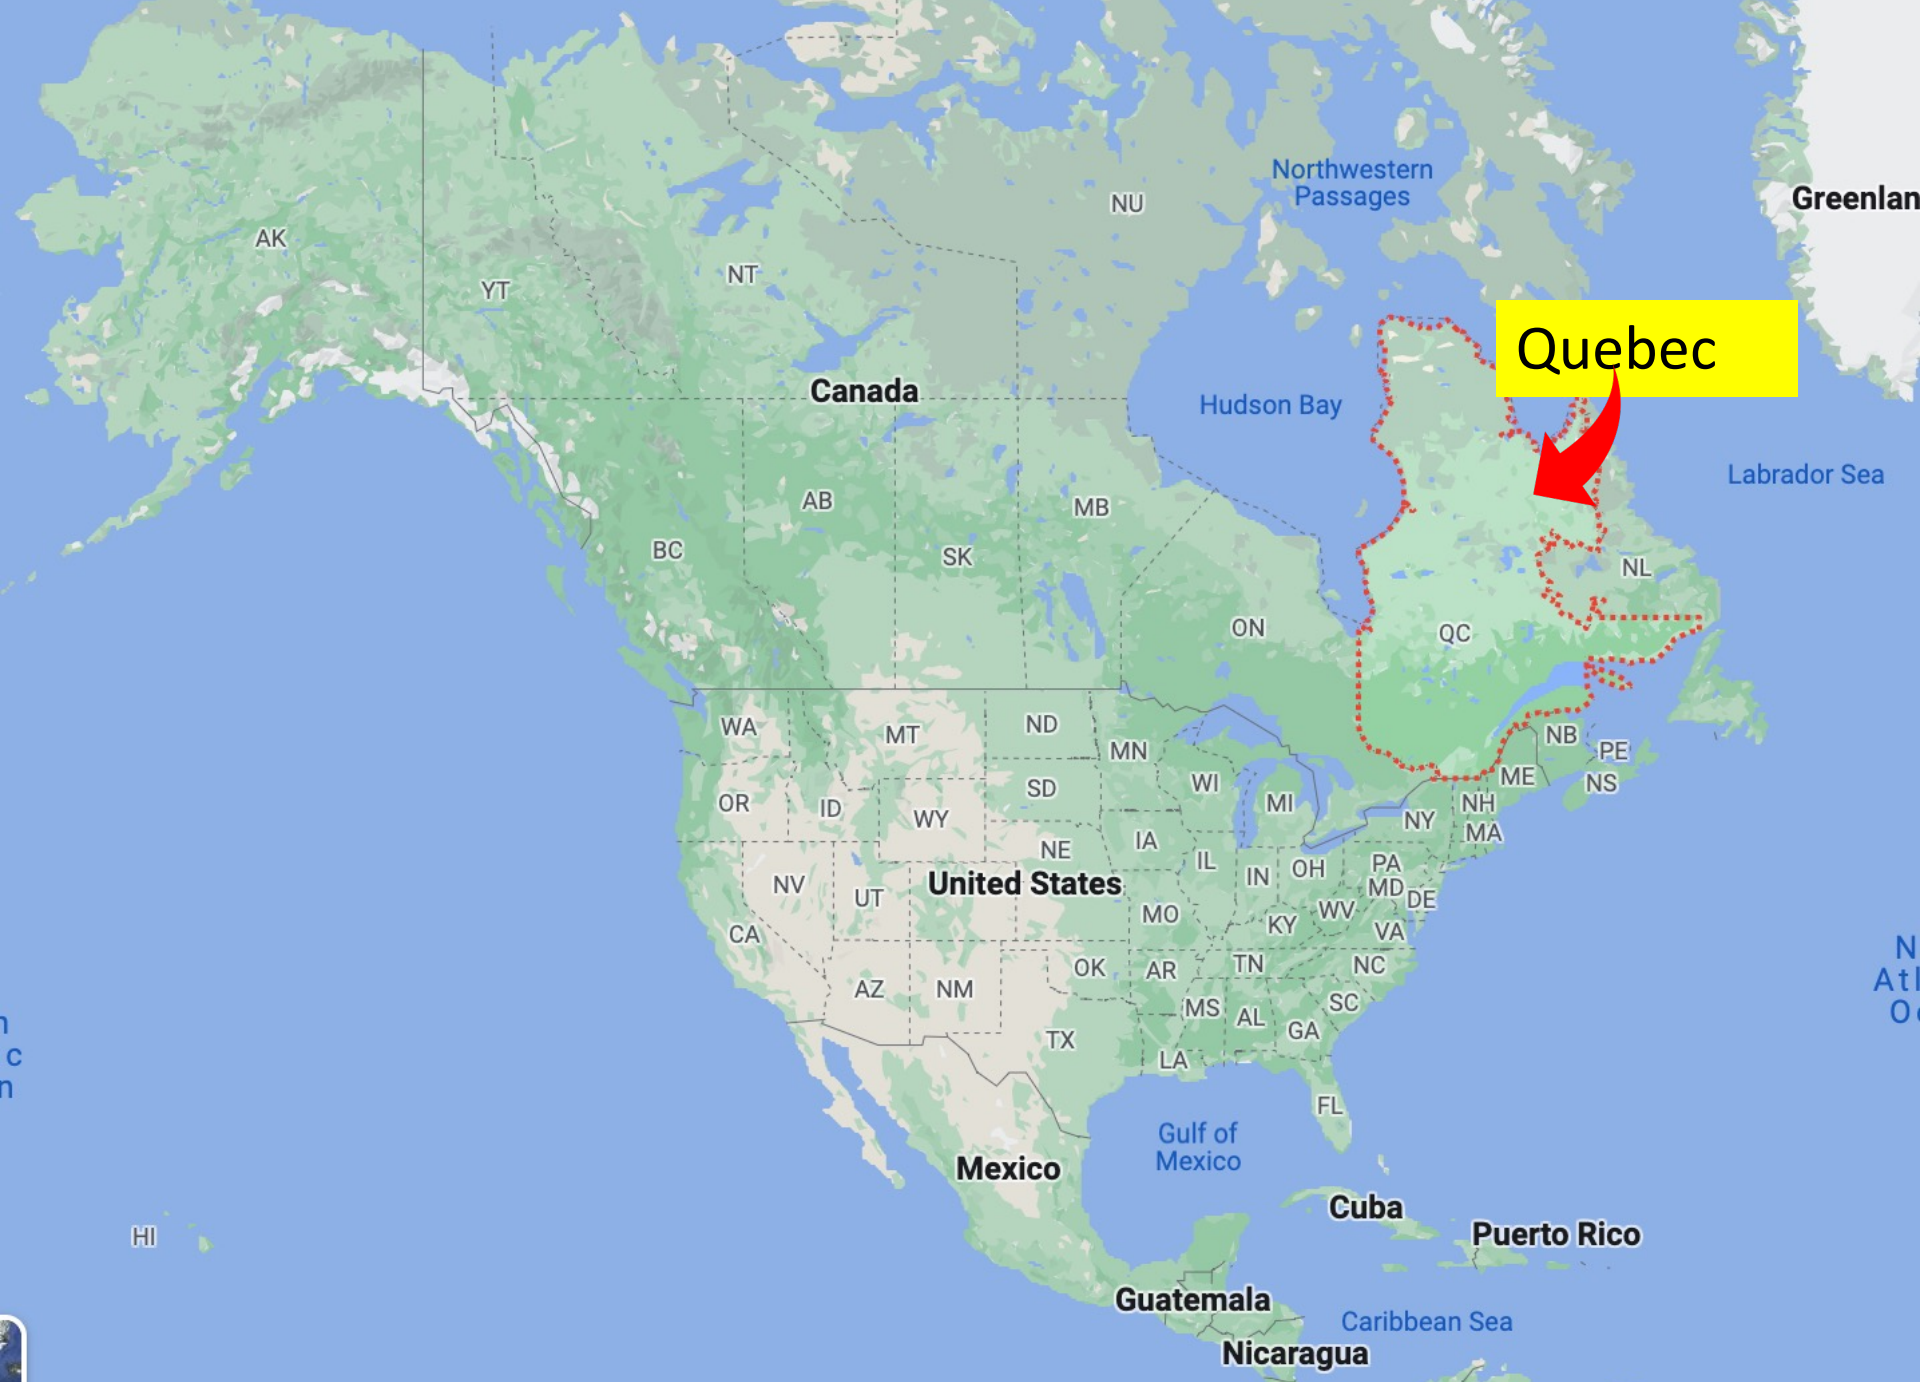 Northwestern
Passages
NU
Greenlan
AK
NT
YT
Quebec
Canada
Hudson Bay
Labrador Sea
AB
MB
BC
SK
NL
ON
QC
WA
MT
ND
MN
NB
PE
WI
ME
NS
OR
ID
WY
SD
MI
NH
NY
MA
NE
IA
IL
OH
PA
IN
NV
UT
United States
MD
DE
MO
KY
WV
VA
CA
N
Atl
O
OK
AR
TN
NC
AZ
NM
MS
AL
SC
GA
TX
LA
n
c
n
FL
Gulf of
Mexico
Mexico
Cuba
Puerto Rico
HI
Guatemala
Caribbean Sea
Nicaragua